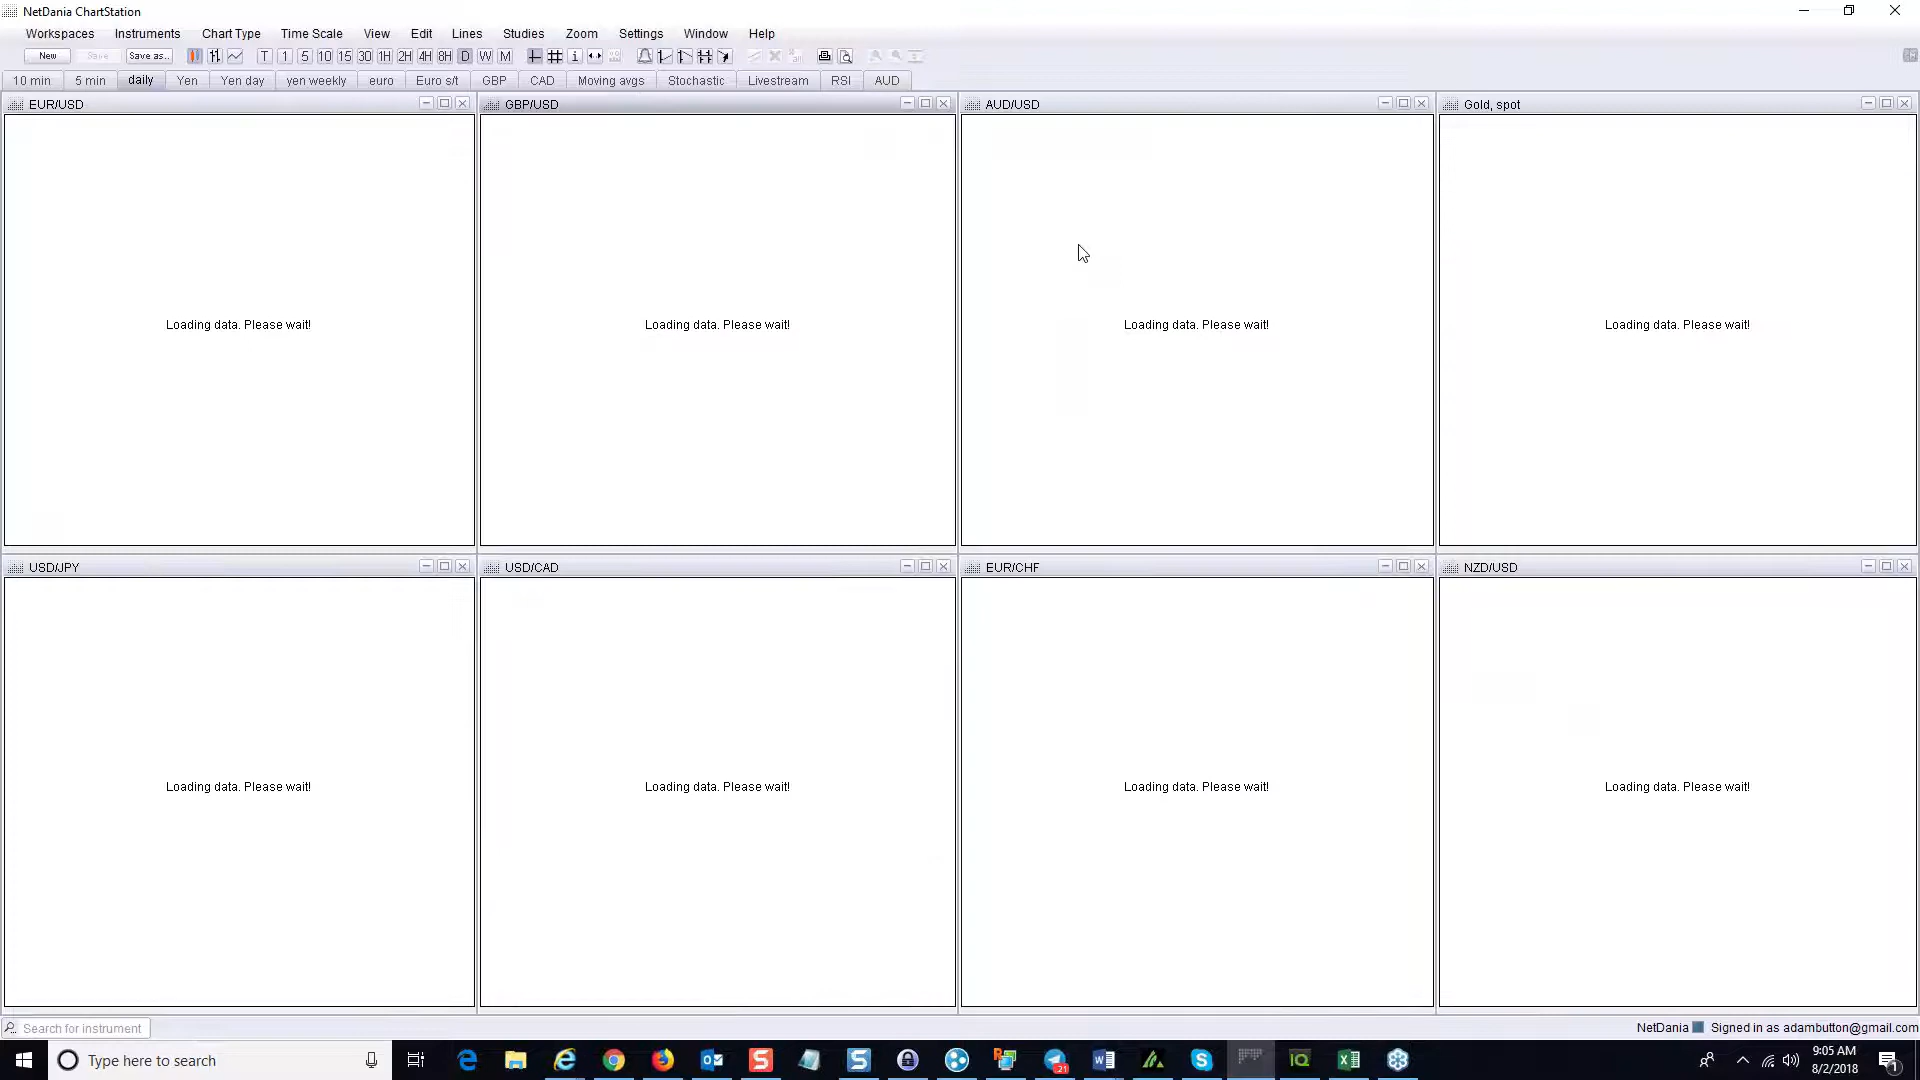 NetDania ChartStation
Workspaces Instruments Chart Type Time Scale View Edit Lines Studies Zoom Settings Window Help
New Save Save as... T 1 5 10 15 30 1H 2H 4H 8H D W M
10 min 5 min daily Yen Yen day yen weekly euro Euro s/t GBP CAD Moving avgs Stochastic Livestream RSI AUD
EUR/USD GBP/USD AUD/USD Gold, spot
Loading data. Please wait! Loading data. Please wait! Loading data. Please wait! Loading data. Please wait!
USD/JPY USD/CAD EUR/CHF NZD/USD
Loading data. Please wait! Loading data. Please wait! Loading data. Please wait! Loading data. Please wait!
Search for instrument NetDania Signed in as adambutton@gmail.com
Type here to search 21 IQ 9:05 AM
8/2/2018 1